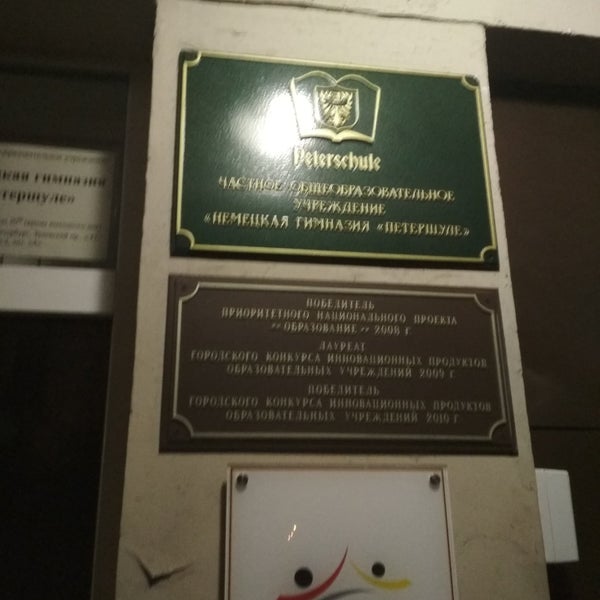 Peterschule
ЧАСТНОЕ ОБЩЕОБРАЗОВАТЕЛЬНОЕ
УЧРЕЖДЕНИЕ
«НЕМЕЦКАЯ ГИМНАЗИЯ «ПЕТЕРШУЛЕ»
ПОБЕДИТЕЛЬ
ПРИОРИТЕТНОГО НАЦИОНАЛЬНОГО ПРОЕКТА
«ОБРАЗОВАНИЕ» 2008 Г.
ЛАУРЕАТ
ГОРОДСКОГО КОНКУРСА ИННОВАЦИОННЫХ ПРОДУКТОВ
ОБРАЗОВАТЕЛЬНЫХ УЧРЕЖДЕНИЙ 2009 Г.
ПОБЕДИТЕЛЬ
ГОРОДСКОГО КОНКУРСА ИННОВАЦИОННЫХ ПРОДУКТОВ
ОБРАЗОВАТЕЛЬНЫХ УЧРЕЖДЕНИЙ 2010 Г.
кая гимназия
тершуле»